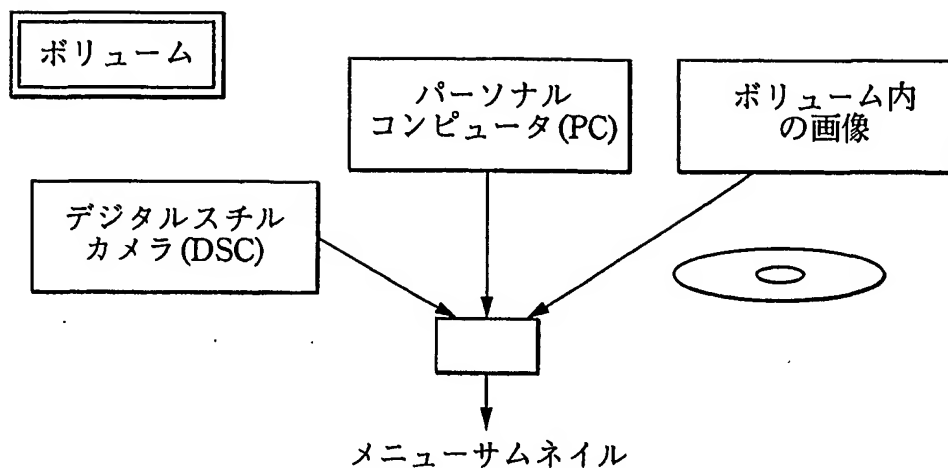 ボリューム
パーソナル
コンピュータ(PC)
ボリューム内
の画像
デジタルスチル
カメラ(DSC)
メニューサムネイル